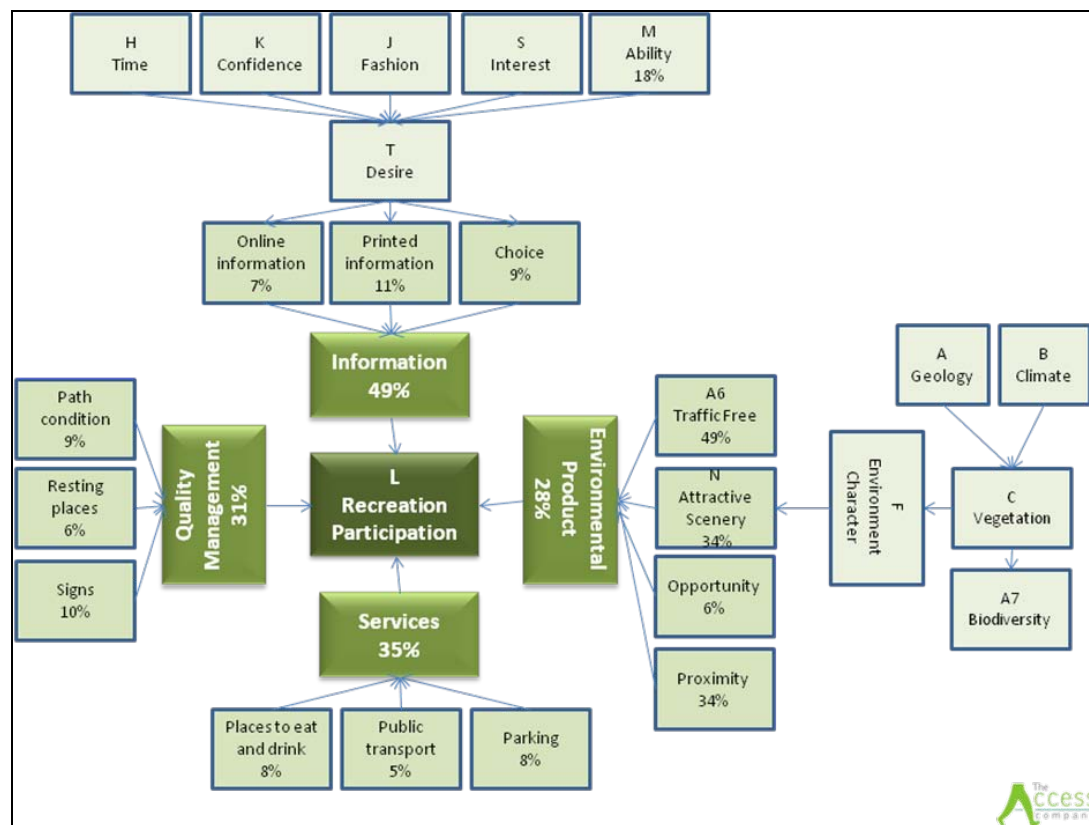 H
Time
K
Confidence
J
Fashion
S
Interest
M
Ability
18%
T
Desire
Online
information
7%
Printed
information
11%
Choice
9%
Information
49%
A
Geology
B
Climate
Path
condition
9%
Resting
places
6%
Signs
10%
Quality
Management
31%
L
Recreation
Participation
Environmental
Product
28%
A6
Traffic Free
49%
N
Attractive
Scenery
34%
Opportunity
6%
Proximity
34%
F
Environment
Character
C
Vegetation
A7
Biodiversity
Services
35%
Places to eat
and drink
8%
Public
transport
5%
Parking
8%
The
Access
company